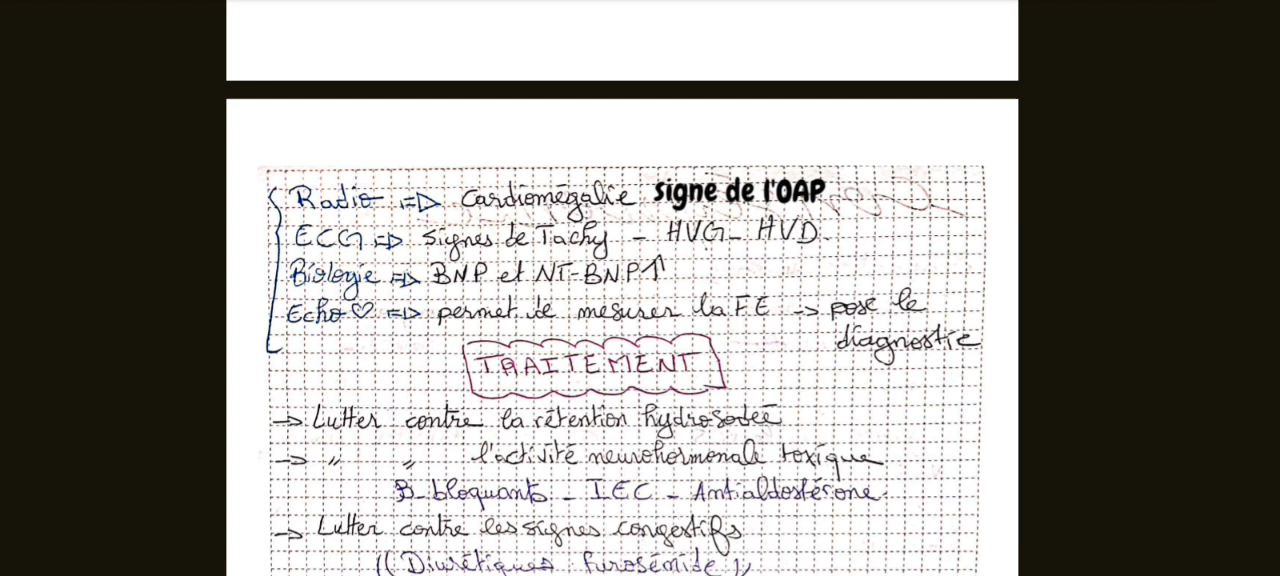 Radio => Cardiomégalie signe de l'OAP
ECG => signes de Tachy - HVG - HVD.
Biologie => BNP et NT-BNP↑
Echo♡ => permet de mesurer la FE -> pose le
diagnostic
TRAITEMENT
-> Lutter contre la rétention hydrosodée
-> " " l'activité neurohormonale toxique
B-bloquants - IEC - Antialdostérone.
-> Lutter contre les signes congestifs
(( Diurétiques : furosémide ))